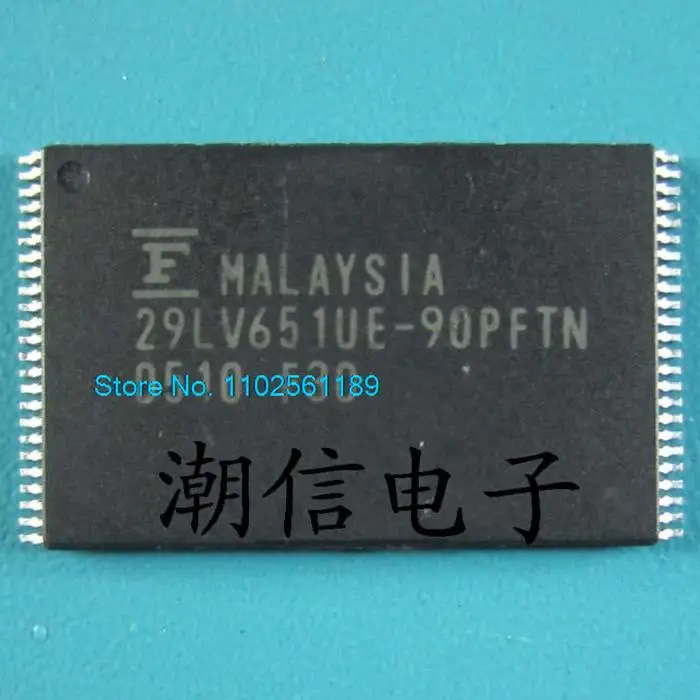 F MALAYSIA
29LV651UE-90PFTN
Store No. 1102561189
潮信电子